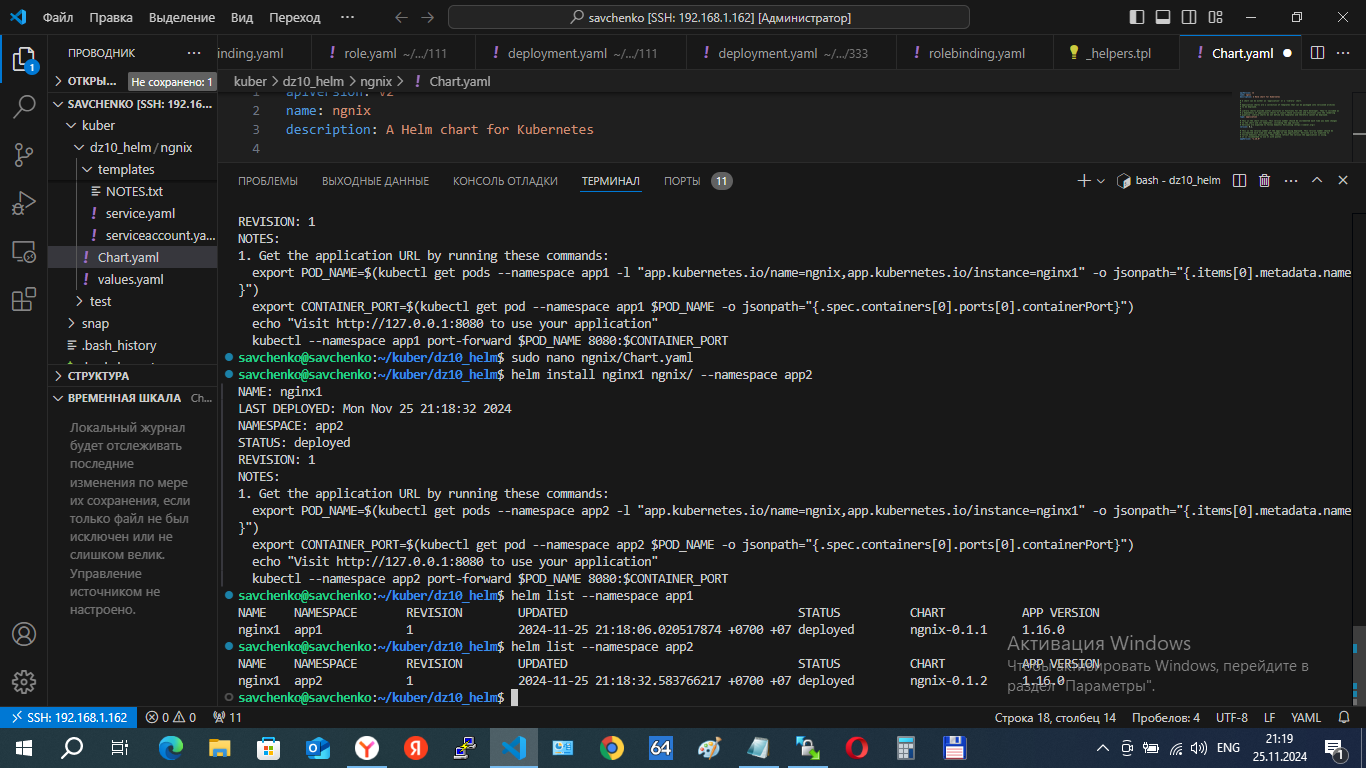 Файл Правка Выделение Вид Переход ···
savchenko [SSH: 192.168.1.162] [Администратор]
ПРОВОДНИК ···
inding.yaml role.yaml ~/.../111 deployment.yaml ~/.../111 deployment.yaml ~/.../333 rolebinding.yaml _helpers.tpl Chart.yaml ···
ОТКРЫ... Не сохранено: 1
kuber > dz10_helm > ngnix > ! Chart.yaml
SAVCHENKO [SSH: 192.16...
kuber
dz10_helm / ngnix
templates
NOTES.txt
service.yaml
serviceaccount.ya...
Chart.yaml
values.yaml
test
snap
.bash_history
СТРУКТУРА
ВРЕМЕННАЯ ШКАЛА Ch...
Локальный журнал
будет отслеживать
последние
изменения по мере
их сохранения, если
только файл не был
исключен или не
слишком велик.
Управление
источником не
настроено.
1 apiVersion: v2
2 name: ngnix
3 description: A Helm chart for Kubernetes
4
ПРОБЛЕМЫ ВЫХОДНЫЕ ДАННЫЕ КОНСОЛЬ ОТЛАДКИ ТЕРМИНАЛ ПОРТЫ 11
bash - dz10_helm ···
REVISION: 1
NOTES:
1. Get the application URL by running these commands:
export POD_NAME=$(kubectl get pods --namespace app1 -l "app.kubernetes.io/name=ngnix,app.kubernetes.io/instance=nginx1" -o jsonpath="{.items[0].metadata.name
}")
export CONTAINER_PORT=$(kubectl get pod --namespace app1 $POD_NAME -o jsonpath="{.spec.containers[0].ports[0].containerPort}")
echo "Visit http://127.0.0.1:8080 to use your application"
kubectl --namespace app1 port-forward $POD_NAME 8080:$CONTAINER_PORT
savchenko@savchenko:~/kuber/dz10_helm$ sudo nano ngnix/Chart.yaml
savchenko@savchenko:~/kuber/dz10_helm$ helm install nginx1 ngnix/ --namespace app2
NAME: nginx1
LAST DEPLOYED: Mon Nov 25 21:18:32 2024
NAMESPACE: app2
STATUS: deployed
REVISION: 1
NOTES:
1. Get the application URL by running these commands:
export POD_NAME=$(kubectl get pods --namespace app2 -l "app.kubernetes.io/name=ngnix,app.kubernetes.io/instance=nginx1" -o jsonpath="{.items[0].metadata.name
}")
export CONTAINER_PORT=$(kubectl get pod --namespace app2 $POD_NAME -o jsonpath="{.spec.containers[0].ports[0].containerPort}")
echo "Visit http://127.0.0.1:8080 to use your application"
kubectl --namespace app2 port-forward $POD_NAME 8080:$CONTAINER_PORT
savchenko@savchenko:~/kuber/dz10_helm$ helm list --namespace app1
NAME NAMESPACE REVISION UPDATED STATUS CHART APP VERSION
nginx1 app1 1 2024-11-25 21:18:06.020517874 +0700 +07 deployed ngnix-0.1.1 1.16.0
savchenko@savchenko:~/kuber/dz10_helm$ helm list --namespace app2
NAME NAMESPACE REVISION UPDATED STATUS CHART APP VERSION
nginx1 app2 1 2024-11-25 21:18:32.583766217 +0700 +07 deployed ngnix-0.1.2 1.16.0
savchenko@savchenko:~/kuber/dz10_helm$
Активация Windows
Чтобы активировать Windows, перейдите в
раздел "Параметры".
SSH: 192.168.1.162 0 0 11 Строка 18, столбец 14 Пробелов: 4 UTF-8 LF YAML
64 ENG 21:19
25.11.2024 1